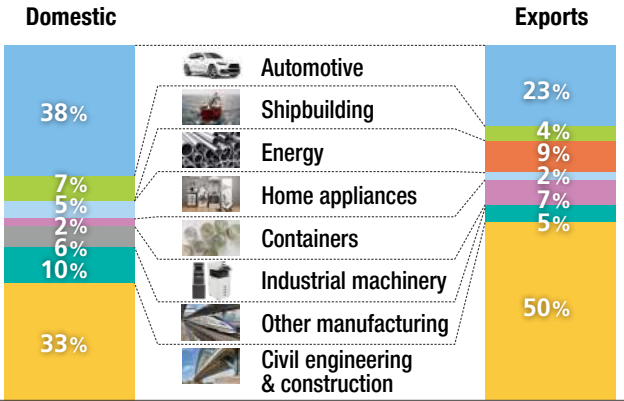 Domestic
Exports
Automotive
Shipbuilding
Energy
Home appliances
Containers
Industrial machinery
Other manufacturing
Civil engineering
& construction
38%
7%
5%
2%
6%
10%
33%
23%
4%
9%
2%
7%
5%
50%